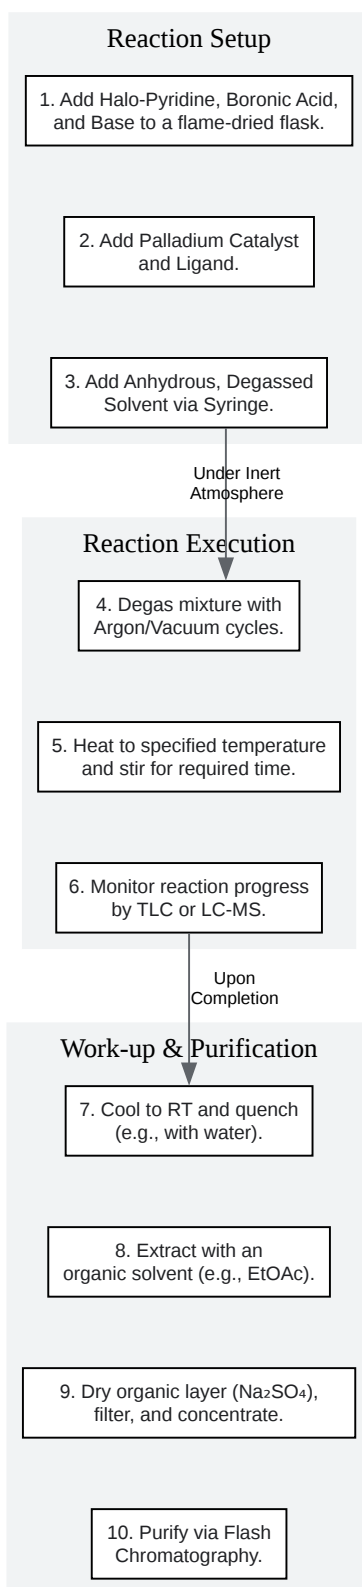 Reaction Setup
1. Add Halo-Pyridine, Boronic Acid,
and Base to a flame-dried flask.
2. Add Palladium Catalyst
and Ligand.
3. Add Anhydrous, Degassed
Solvent via Syringe.
Under Inert
Atmosphere
Reaction Execution
4. Degas mixture with
Argon/Vacuum cycles.
5. Heat to specified temperature
and stir for required time.
6. Monitor reaction progress
by TLC or LC-MS.
Upon
Completion
Work-up & Purification
7. Cool to RT and quench
(e.g., with water).
8. Extract with an
organic solvent (e.g., EtOAc).
9. Dry organic layer (Na₂SO₄),
filter, and concentrate.
10. Purify via Flash
Chromatography.